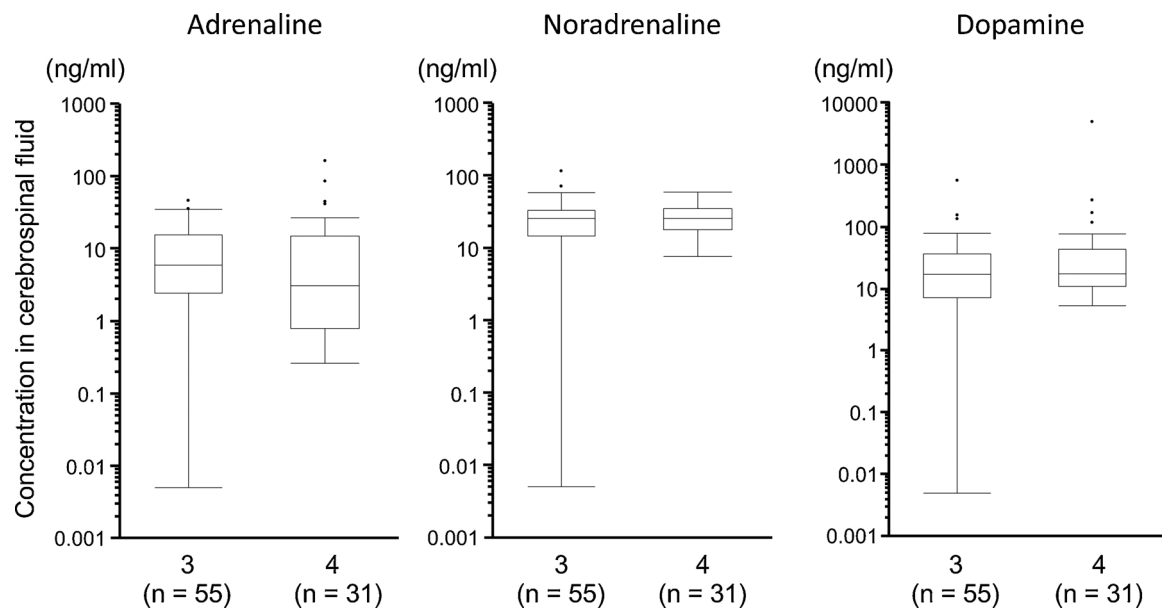 Adrenaline
Noradrenaline
Dopamine
(ng/ml)
(ng/ml)
(ng/ml)
Concentration in cerebrospinal fluid
1000
100
10
1
0.1
0.01
0.001
3
4
(n = 55)
(n = 31)
1000
100
10
1
0.1
0.01
0.001
3
4
(n = 55)
(n = 31)
10000
1000
100
10
1
0.1
0.01
0.001
3
4
(n = 55)
(n = 31)